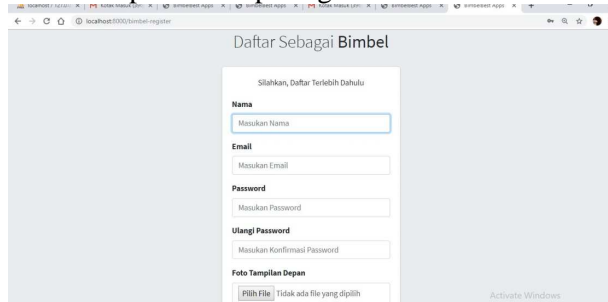 localhost:8000/bimbel-register
Daftar Sebagai Bimbel
Silahkan, Daftar Terlebih Dahulu
Nama
Masukan Nama
Email
Masukan Email
Password
Masukan Password
Ulangi Password
Masukan Konfirmasi Password
Foto Tampilan Depan
Pilih File Tidak ada file yang dipilih
Activate Windows